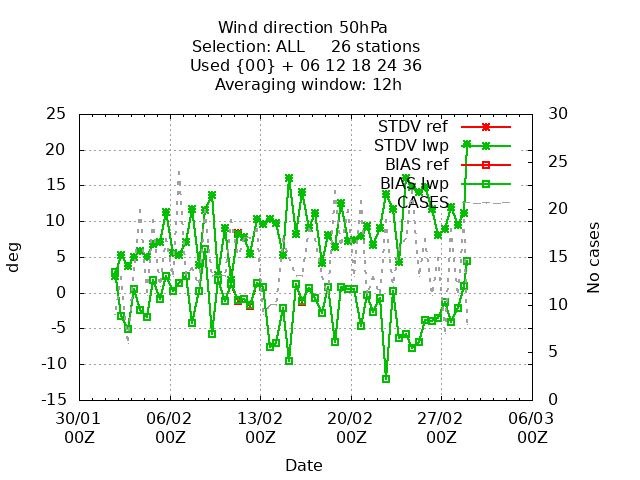 Wind direction 50hPa
Selection: ALL 26 stations
Used {00} + 06 12 18 24 36
Averaging window: 12h
25 30
STDV ref
STDV lwp
BIAS ref
BIAS lwp
CASES
20 25
15 20
10
5 15
0 10
-5
-10 5
-15 0
deg
No cases
30/01 06/02 13/02 20/02 27/02 06/03
00Z 00Z 00Z 00Z 00Z 00Z
Date